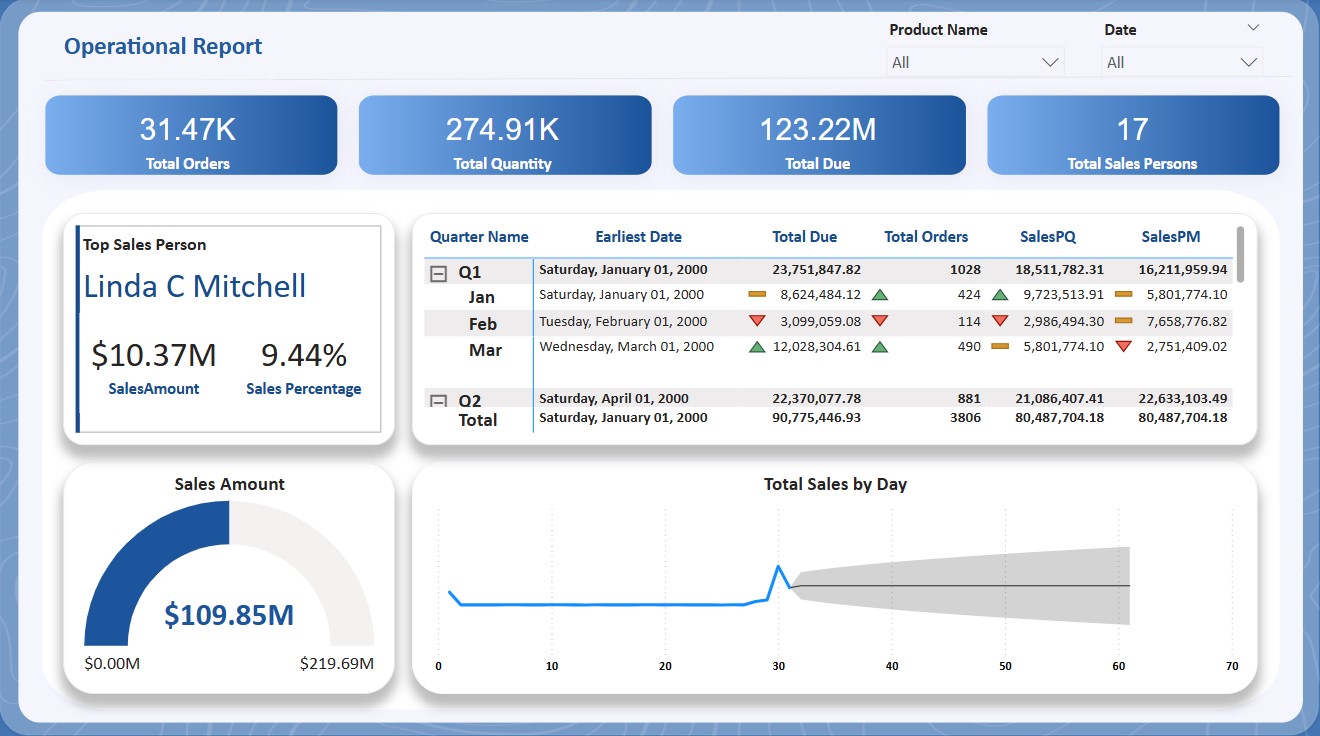 Operational Report
Product Name
Date
All
All
31.47K
Total Orders
274.91K
Total Quantity
123.22M
Total Due
17
Total Sales Persons
Top Sales Person
Linda C Mitchell
$10.37M
SalesAmount
9.44%
Sales Percentage
Quarter Name Earliest Date Total Due Total Orders SalesPQ SalesPM
Q1 Saturday, January 01, 2000 23,751,847.82 1028 18,511,782.31 16,211,959.94
Jan Saturday, January 01, 2000 8,624,484.12 424 9,723,513.91 5,801,774.10
Feb Tuesday, February 01, 2000 3,099,059.08 114 2,986,494.30 7,658,776.82
Mar Wednesday, March 01, 2000 12,028,304.61 490 5,801,774.10 2,751,409.02
Q2 Saturday, April 01, 2000 22,370,077.78 881 21,086,407.41 22,633,103.49
Total Saturday, January 01, 2000 90,775,446.93 3806 80,487,704.18 80,487,704.18
Sales Amount
$109.85M
$0.00M
$219.69M
Total Sales by Day
0 10 20 30 40 50 60 70